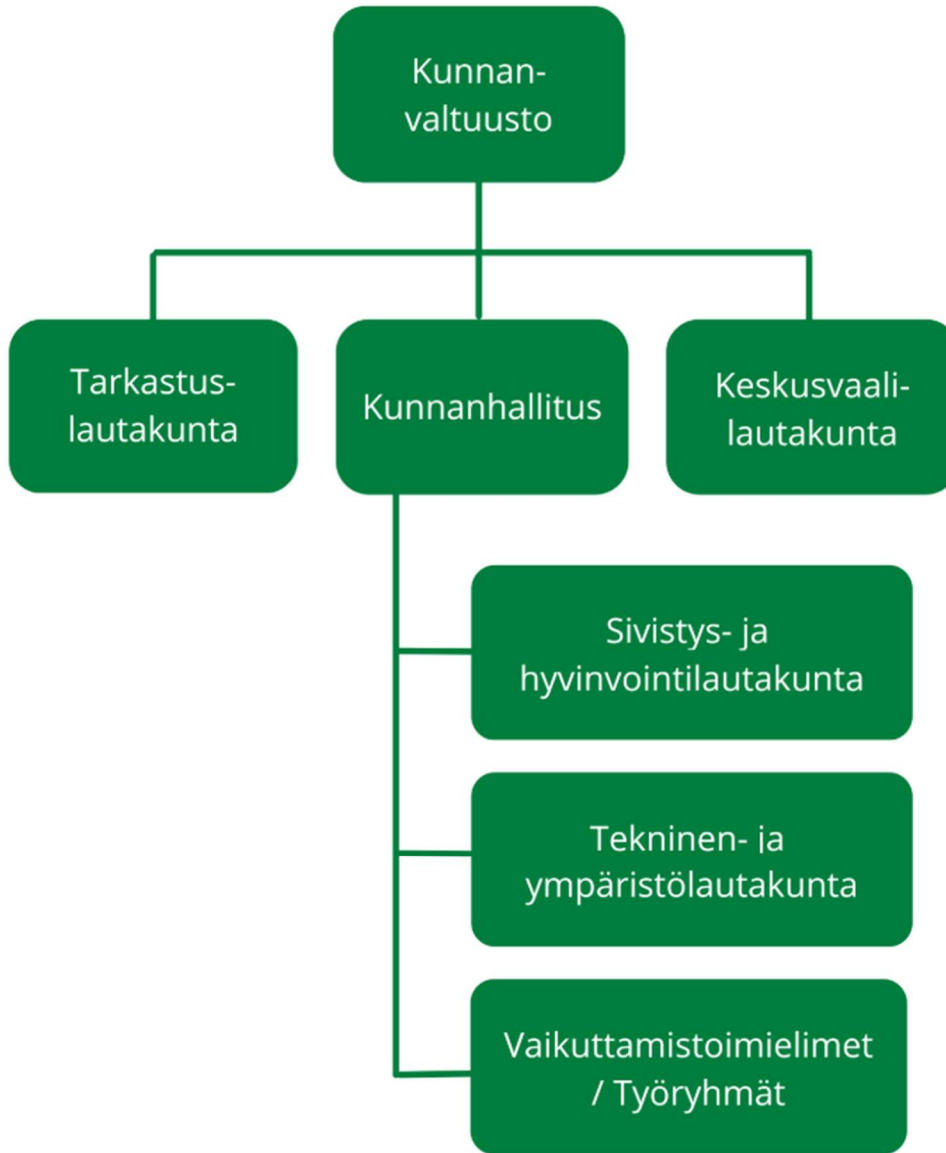 Kunnan-
valtuusto
Tarkastus-
lautakunta
Kunnanhallitus
Keskusvaali-
lautakunta
Sivistys- ja
hyvinvointilautakunta
Tekninen- ja
ympäristölautakunta
Vaikuttamistoimielimet
/ Työryhmät